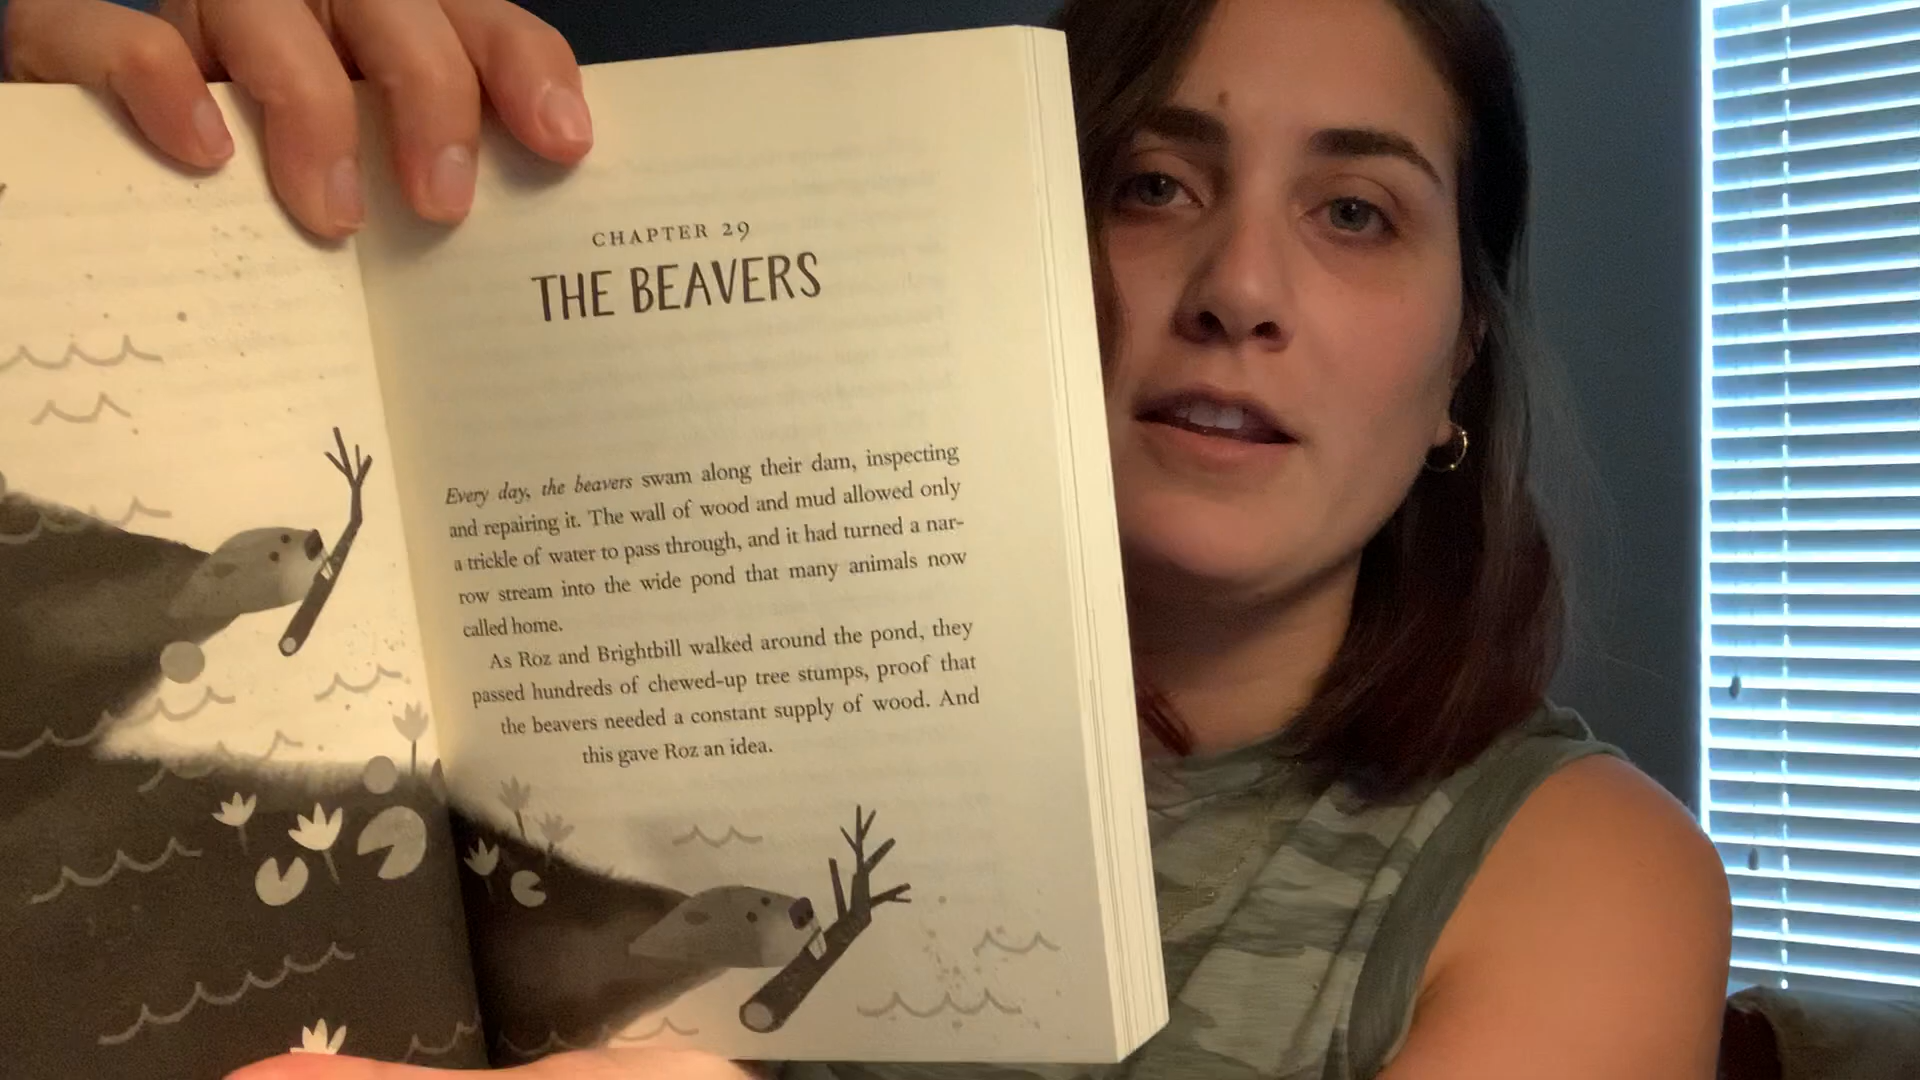 CHAPTER 29
THE BEAVERS
Every day, the beavers swam along their dam, inspecting
and repairing it. The wall of wood and mud allowed only
a trickle of water to pass through, and it had turned a nar-
row stream into the wide pond that many animals now
called home.
As Roz and Brightbill walked around the pond, they
passed hundreds of chewed-up tree stumps, proof that
the beavers needed a constant supply of wood. And
this gave Roz an idea.